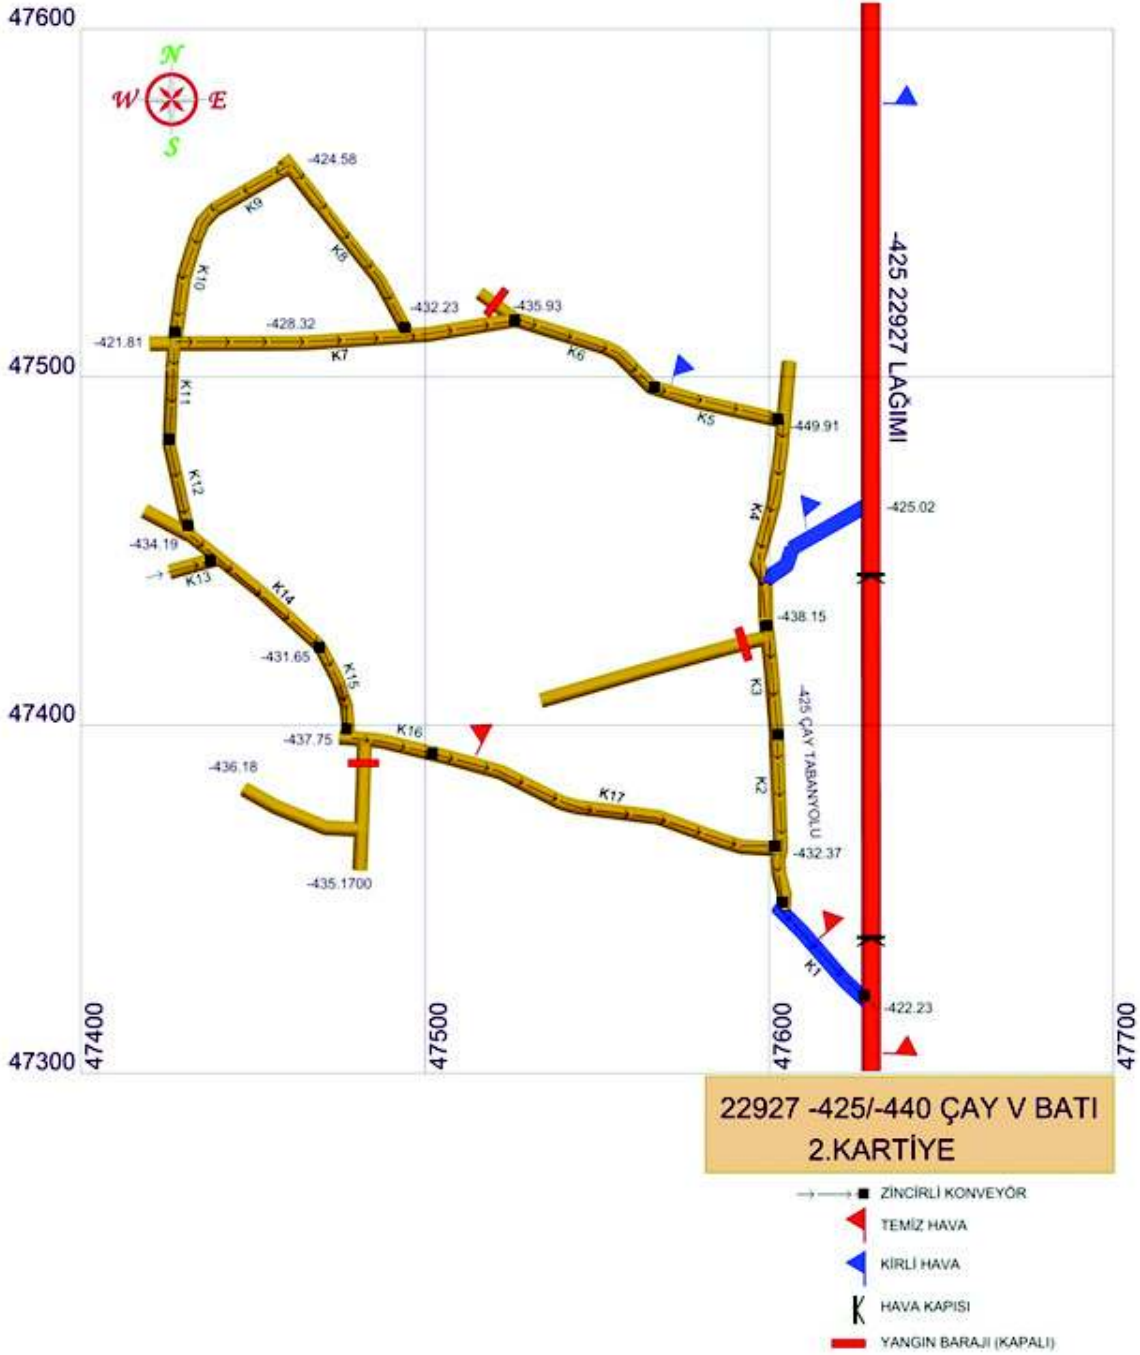 47600
N
W E
S
-424.58
K9
K8
K10
-432.23
-435.93
-428.32
-421.81
K7
K6
47500
K11
K5
-449.91
-425 22927 LAĞIMI
K12
K4
-425.02
-434.19
K13
K14
-438.15
-431.65
K15
K3
-425 ÇAY TABANYOLU
47400
-437.75
K16
-436.18
K2
K17
-432.37
-435.1700
K1
-422.23
47300
47400
47500
47600
47700
22927 -425/-440 ÇAY V BATI
2.KARTİYE
ZİNCİRLİ KONVEYÖR
TEMİZ HAVA
KİRLİ HAVA
HAVA KAPISI
YANGIN BARAJI (KAPALI)